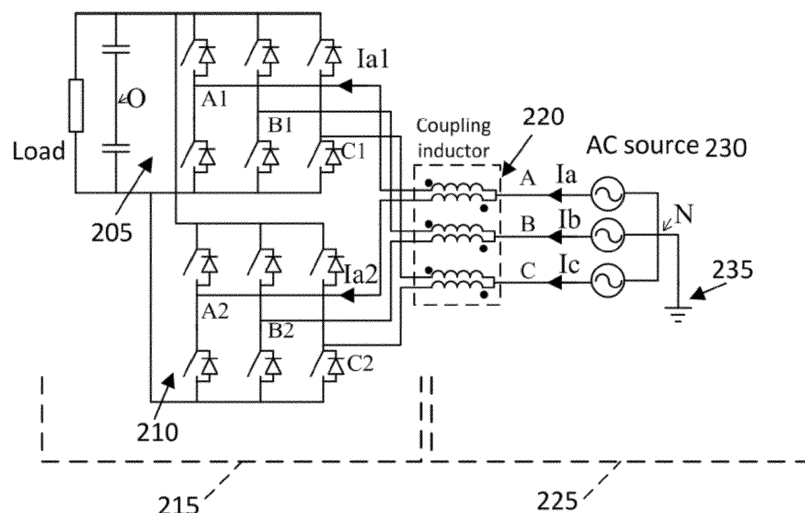 Load
O
205
A1
B1
C1
Ia1
Coupling
inductor
220
AC source 230
A
Ia
B
Ib
C
Ic
N
235
Ia2
A2
B2
C2
210
215
225